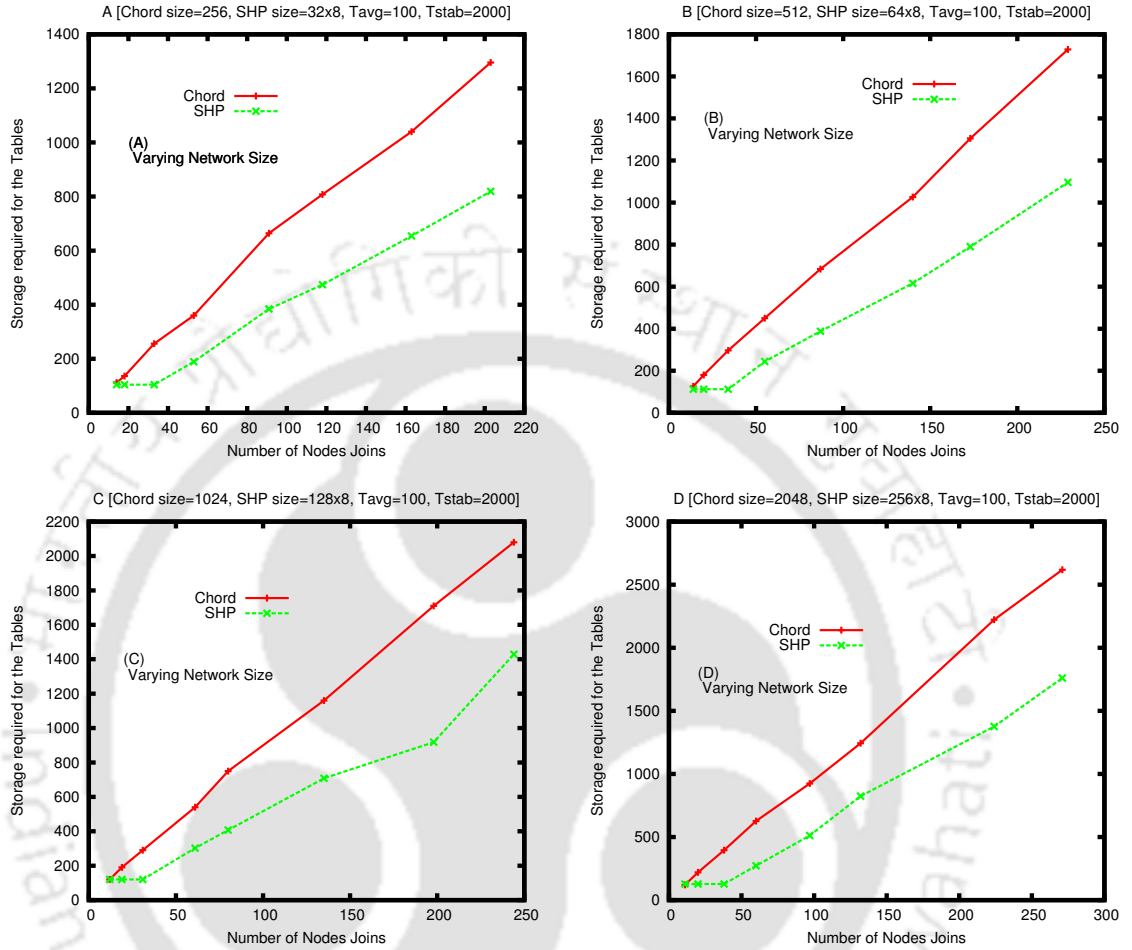 A [Chord size=256, SHP size=32x8, Tavg=100, Tstab=2000]
1400
1200
1000
800
600
400
200
0
Storage required for the Tables
Chord
SHP
(A)
Varying Network Size
0 20 40 60 80 100 120 140 160 180 200 220
Number of Nodes Joins
B [Chord size=512, SHP size=64x8, Tavg=100, Tstab=2000]
1800
1600
1400
1200
1000
800
600
400
200
0
Storage required for the Tables
Chord
SHP
(B)
Varying Network Size
0 50 100 150 200 250
Number of Nodes Joins
C [Chord size=1024, SHP size=128x8, Tavg=100, Tstab=2000]
2200
2000
1800
1600
1400
1200
1000
800
600
400
200
0
Storage required for the Tables
Chord
SHP
(C)
Varying Network Size
0 50 100 150 200 250
Number of Nodes Joins
D [Chord size=2048, SHP size=256x8, Tavg=100, Tstab=2000]
3000
2500
2000
1500
1000
500
0
Storage required for the Tables
Chord
SHP
(D)
Varying Network Size
0 50 100 150 200 250 300
Number of Nodes Joins